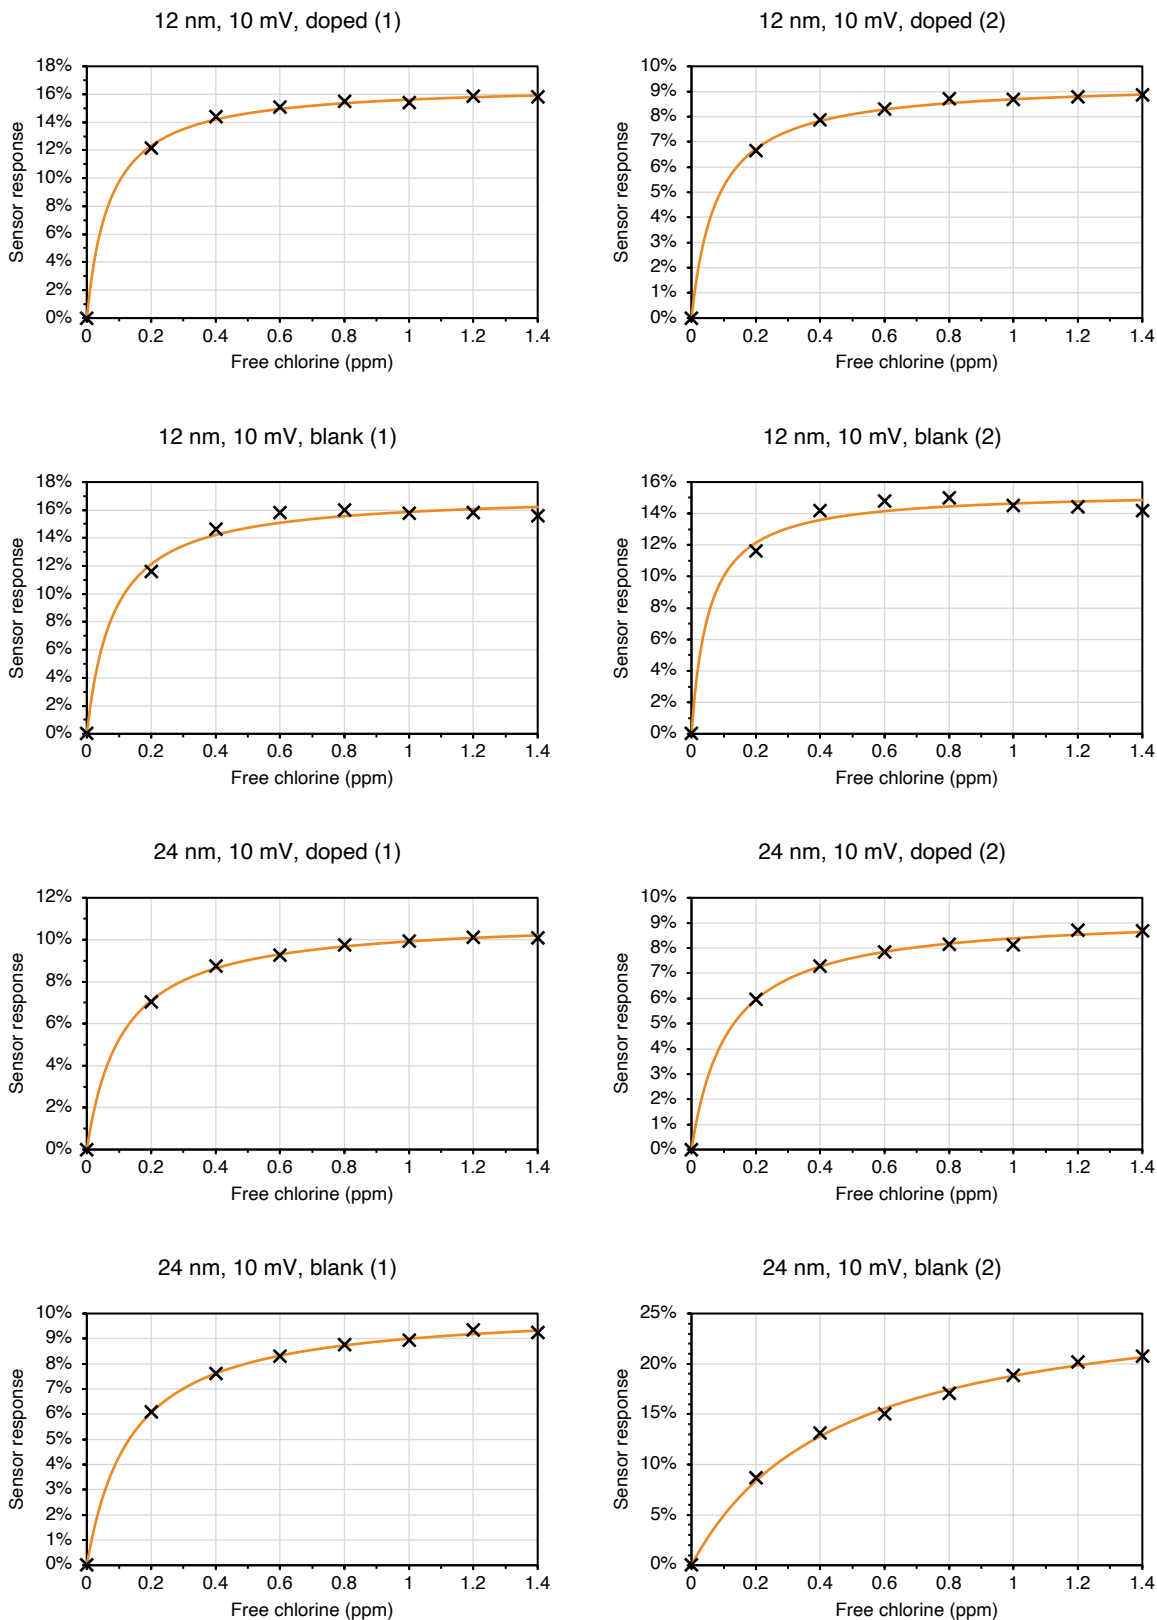 12 nm, 10 mV, doped (1)
18%
16%
14%
12%
10%
8%
6%
4%
2%
0%
Sensor response
0 0.2 0.4 0.6 0.8 1 1.2 1.4
Free chlorine (ppm)
12 nm, 10 mV, doped (2)
10%
9%
8%
7%
6%
5%
4%
3%
2%
1%
0%
Sensor response
0 0.2 0.4 0.6 0.8 1 1.2 1.4
Free chlorine (ppm)
12 nm, 10 mV, blank (1)
18%
16%
14%
12%
10%
8%
6%
4%
2%
0%
Sensor response
0 0.2 0.4 0.6 0.8 1 1.2 1.4
Free chlorine (ppm)
12 nm, 10 mV, blank (2)
16%
14%
12%
10%
8%
6%
4%
2%
0%
Sensor response
0 0.2 0.4 0.6 0.8 1 1.2 1.4
Free chlorine (ppm)
24 nm, 10 mV, doped (1)
12%
10%
8%
6%
4%
2%
0%
Sensor response
0 0.2 0.4 0.6 0.8 1 1.2 1.4
Free chlorine (ppm)
24 nm, 10 mV, doped (2)
10%
9%
8%
7%
6%
5%
4%
3%
2%
1%
0%
Sensor response
0 0.2 0.4 0.6 0.8 1 1.2 1.4
Free chlorine (ppm)
24 nm, 10 mV, blank (1)
10%
9%
8%
7%
6%
5%
4%
3%
2%
1%
0%
Sensor response
0 0.2 0.4 0.6 0.8 1 1.2 1.4
Free chlorine (ppm)
24 nm, 10 mV, blank (2)
25%
20%
15%
10%
5%
0%
Sensor response
0 0.2 0.4 0.6 0.8 1 1.2 1.4
Free chlorine (ppm)